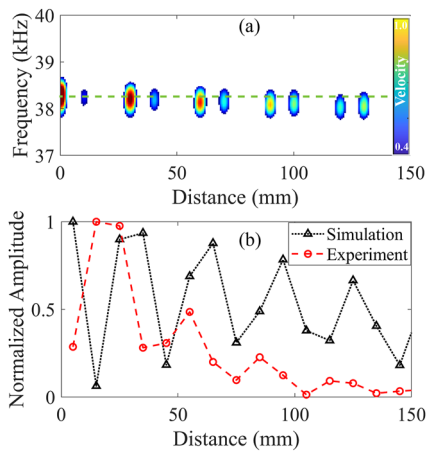 (a)
Frequency (kHz)
40
39
38
37
1.0
Velocity
0.4
0
50
100
150
Distance (mm)
(b)
Simulation
Experiment
Normalized Amplitude
1
0.5
0
0
50
100
150
Distance (mm)